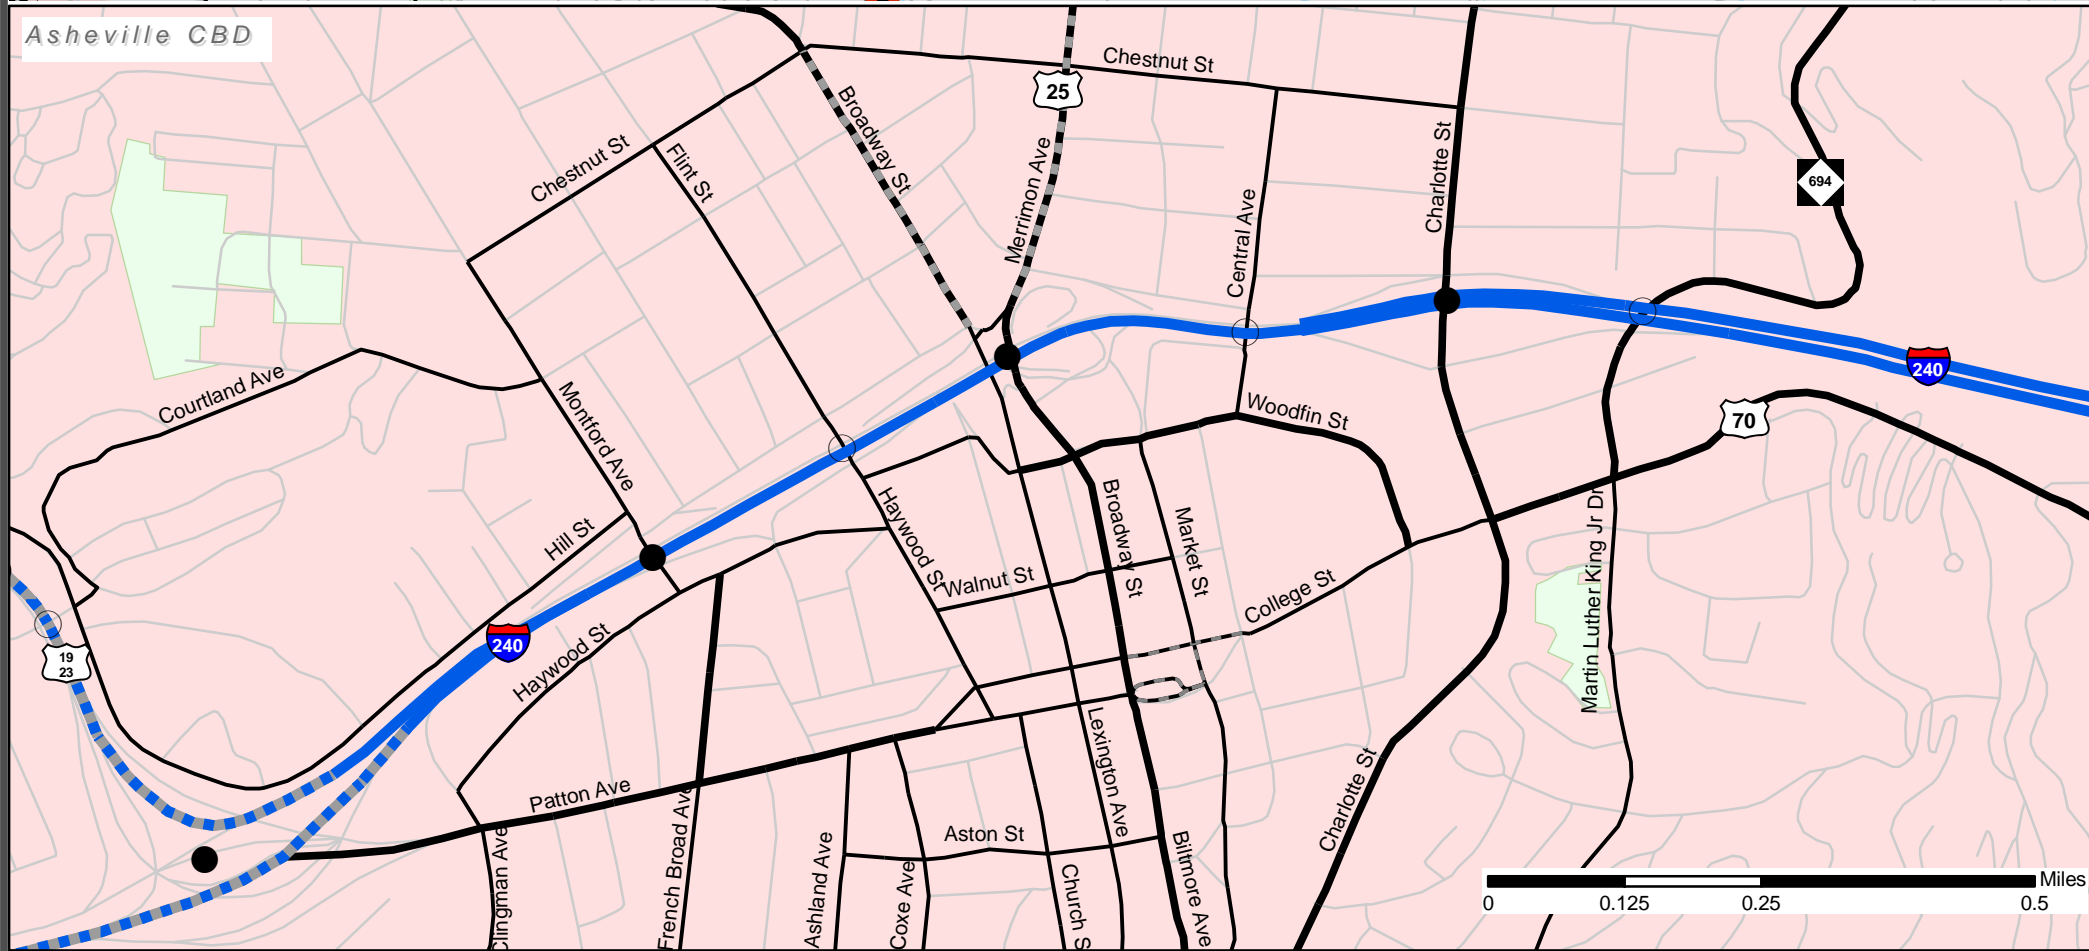 Asheville CBD
Chestnut St
25
Broadway St
Merrimon Ave
Chestnut St
Flint St
Charlotte St
694
Central Ave
Courtland Ave
Montford Ave
240
70
Woodfin St
Hill St
Haywood St
Broadway St
Market St
Martin Luther King Jr Dr
Walnut St
College St
19
23
240
Haywood St
Lexington Ave
Patton Ave
Charlotte St
Aston St
Clingman Ave
French Broad Ave
Ashland Ave
Coxe Ave
Church S
Biltmore Ave
Miles
0
0.125
0.25
0.5